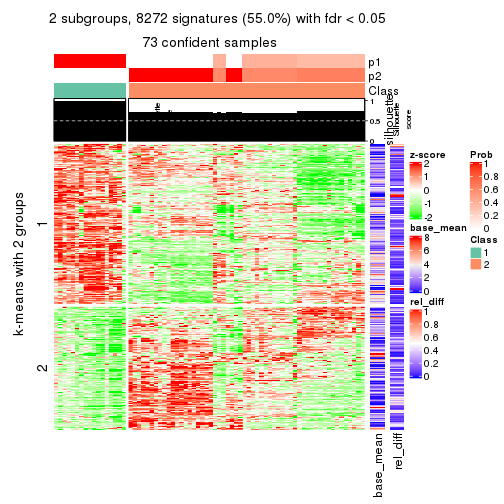 2 subgroups, 8272 signatures (55.0%) with fdr < 0.05
73 confident samples
p1
p2
Class
silhouette
Silhouette
score
1
0.5
0
k-means with 2 groups
1
2
base_mean
rel_diff
z-score
2
1
0
-1
-2
base_mean
8
6
4
2
0
rel_diff
1
0.8
0.6
0.4
0.2
0
Prob
1
0.8
0.6
0.4
0.2
0
Class
1
2